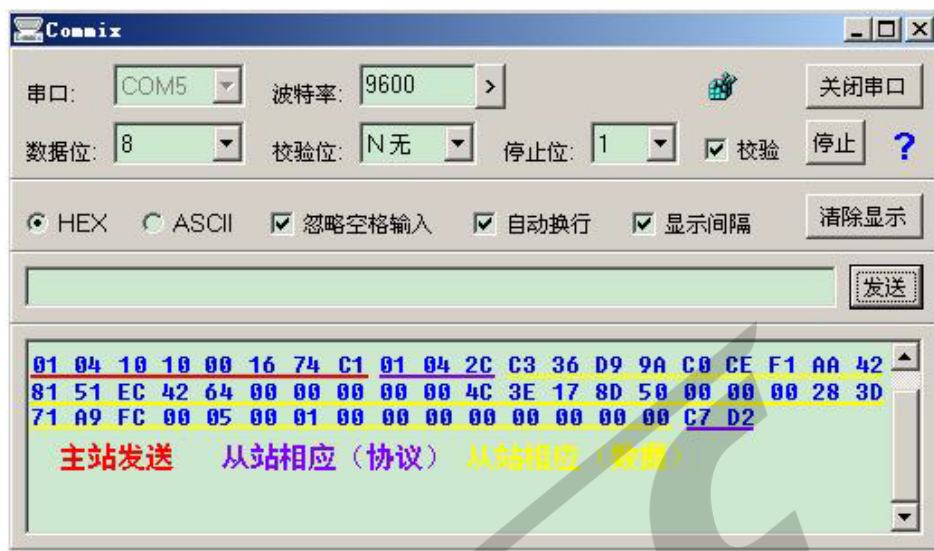 Commix
串口: COM5 波特率: 9600 > 关闭串口
数据位: 8 校验位: N无 停止位: 1 校验 停止 ?
HEX ASCII 忽略空格输入 自动换行 显示间隔 清除显示
发送
01 04 10 10 00 16 74 C1 01 04 2C C3 36 D9 9A C0 CE F1 AA 42
81 51 EC 42 64 00 00 00 00 00 4C 3E 17 8D 50 00 00 00 28 3D
71 A9 FC 00 05 00 01 00 00 00 00 00 00 00 00 C7 D2
主站发送 从站相应（协议） 从站相应（数据）